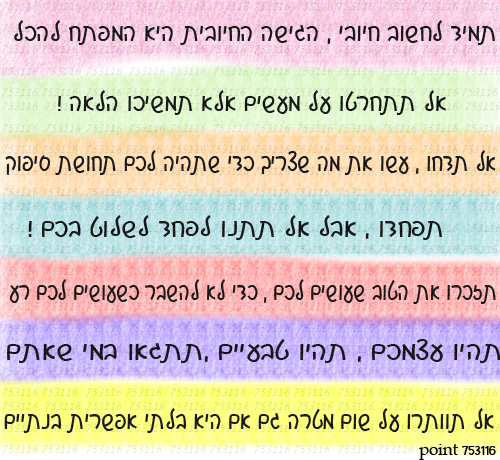 תמיד לחשוב חיובי , הגישה החיובית היא המפתח להכל
אל תתחרטו על מעשים אלא תמשיכו הלאה !
אל תדחו , עשו את מה שצריך כדי שתהיה לכם תחושת סיפוק
תפחדו , אבל אל תתנו לפחד לשלוט בכם !
תזכרו את הטוב שעושים לכם , כדי לא להשבר כשעושים לכם רע
תהיו עצמכם , תהיו טבעיים ,תתגאו במי שאתם
אל תוותרו על שום מטרה גם אם היא בלתי אפשרית בנתיים
point 753116